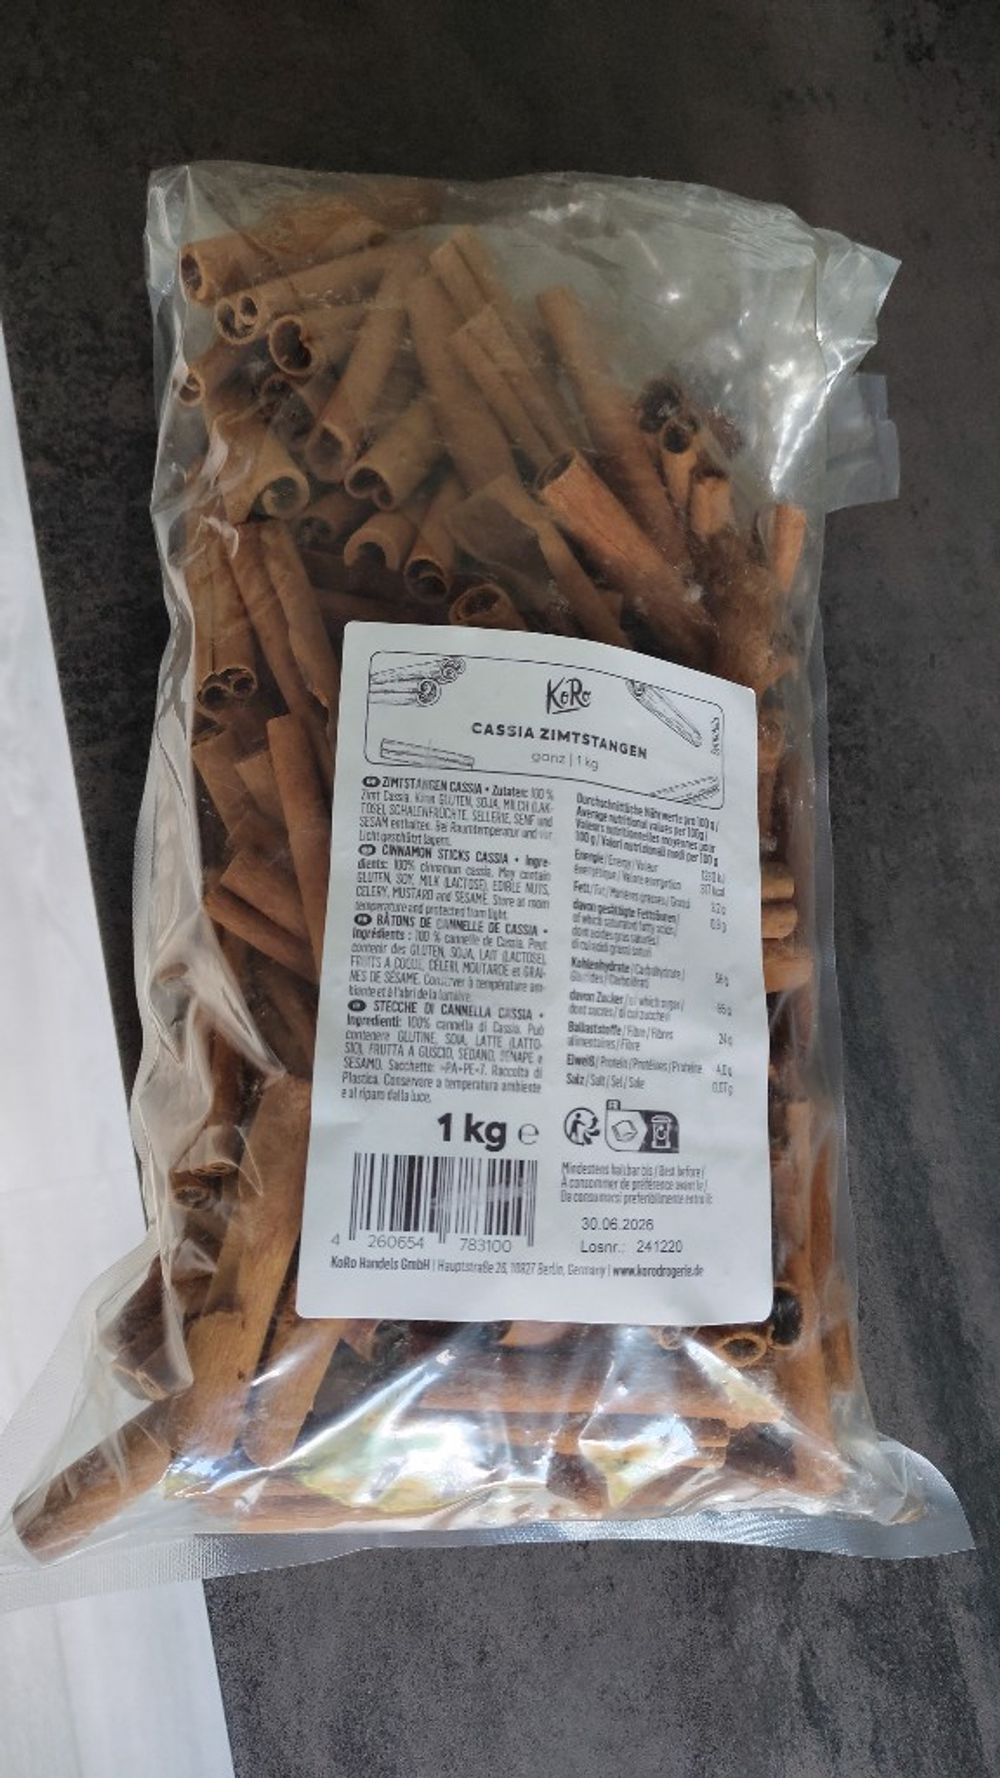 KoRo
CASSIA ZIMTSTANGEN
ganz | 1 kg
DE ZIMTSTANGEN CASSIA • Zutaten: 100 %
Zimt Cassia. Kann GLUTEN, SOJA, MILCH (LAK-
TOSE), SCHALENFRÜCHTE, SELLERIE, SENF und
SESAM enthalten. Bei Raumtemperatur und vor
Licht geschützt lagern.
CINNAMON STICKS CASSIA • Ingre-
dients: 100% cinnamon cassia. May contain
GLUTEN, SOY, MILK (LACTOSE), EDIBLE NUTS,
CELERY, MUSTARD and SESAME. Store at room
temperature and protected from light.
FR BÂTONS DE CANNELLE DE CASSIA •
Ingrédients : 100 % cannelle de Cassia. Peut
contenir des GLUTEN, SOJA, LAIT (LACTOSE),
FRUITS A COQUE, CÉLERI, MOUTARDE et GRAI-
NES DE SÉSAME. Conserver à température am-
biante et à l'abri de la lumière.
STECCHE DI CANNELLA CASSIA •
Ingredienti: 100% cannella di Cassia. Può
contenere GLUTINE, SOIA, LATTE (LATTO-
SIO), FRUTTA A GUSCIO, SEDANO, SENAPE e
SESAMO. Sacchetto: >PA+PE<7. Raccolta di
Plastica. Conservare a temperatura ambiente
e al riparo dalla luce.
Durchschnittliche Nährwerte pro 100 g /
Average nutritional values per 100g /
Valeurs nutritionnelles moyennes pour
100 g / Valori nutrizionali medi per 100 g
Energie / Energy / Valeur
énergétique / Valore energetico
Fett / Fat / Matières grasses / Grassi
davon gesättigte Fettsäuren /
of which saturated fatty acids /
dont acides gras saturés /
di cui acidi grassi saturi
Kohlenhydrate / Carbohydrate /
Glucides / Carboidrati
davon Zucker / of which sugar /
dont sucres / di cui zuccheri
Ballaststoffe / Fibre / Fibres
alimentaires / Fibre 24 g
Eiweiß / Protein / Protéines / Proteine
Salz / Salt / Sel / Sale
1 kg e
Mindestens haltbar bis / Best before /
À consommer de préférence avant le /
Da consumarsi preferibilmente entro il:
30.06.2026
Losnr.: 241220
4 260654 783100
KoRo Handels GmbH | Hauptstraße 26, 10827 Berlin, Germany | www.korodrogerie.de